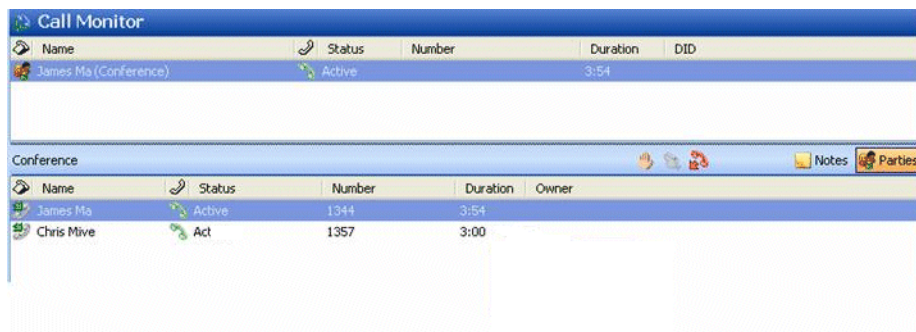 Call Monitor
Name Status Number Duration DID
James Ma (Conference) Active 3:54
Conference Notes Parties
Name Status Number Duration Owner
James Ma Active 1344 3:54
Chris Mive Act 1357 3:00